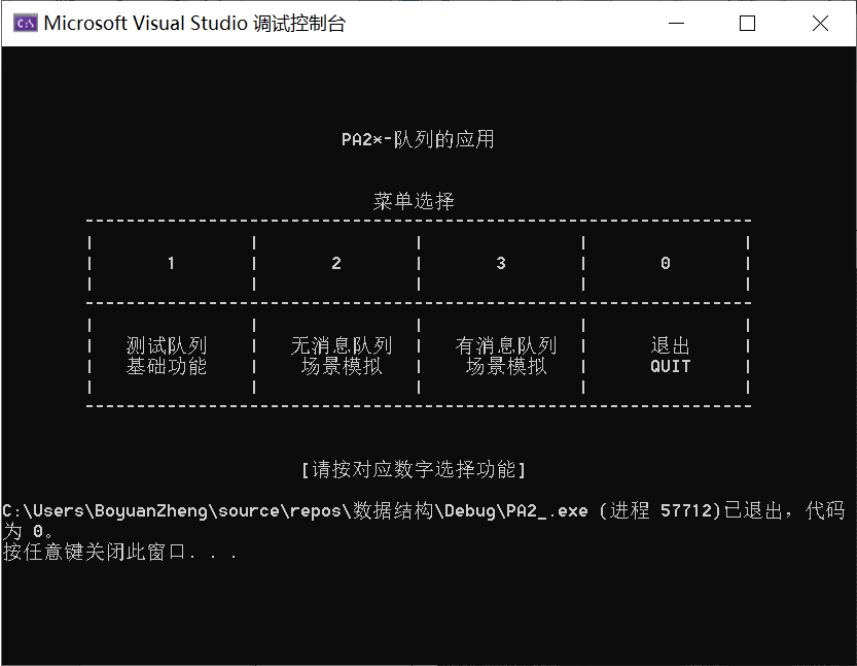 Microsoft Visual Studio 调试控制台
PA2*-队列的应用
菜单选择
1 2 3 0
测试队列 无消息队列 有消息队列 退出
基础功能 场景模拟 场景模拟 QUIT
[请按对应数字选择功能]
C:\Users\BoyuanZheng\source\repos\数据结构\Debug\PA2_.exe (进程 57712)已退出，代码
为 0。
按任意键关闭此窗口. . .